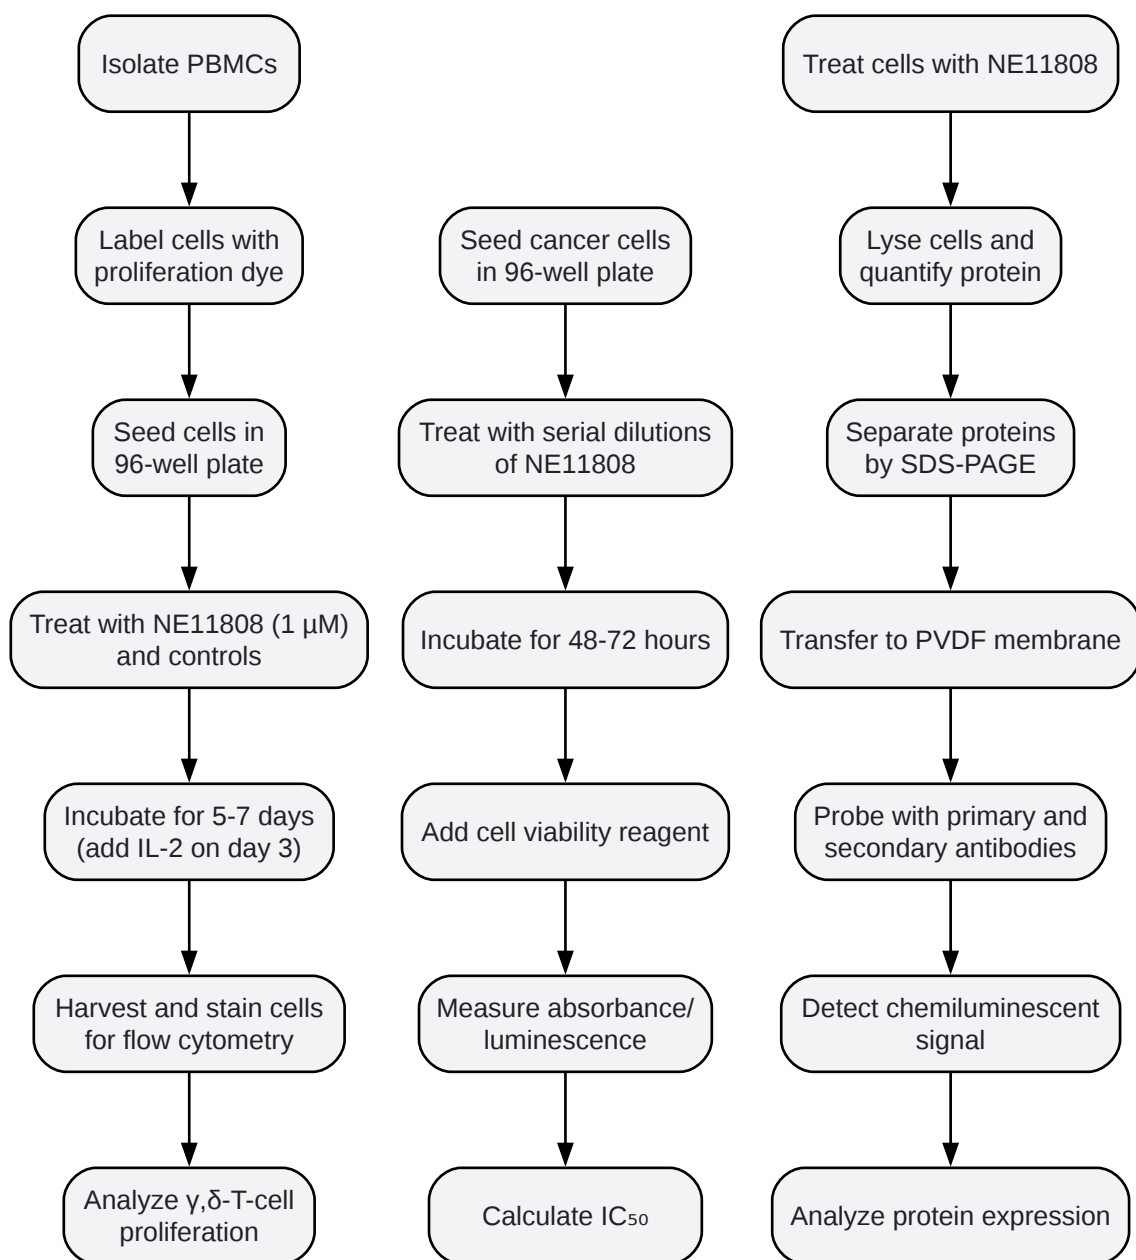 Isolate PBMCs
Label cells with
proliferation dye
Seed cells in
96-well plate
Treat with NE11808 (1 µM)
and controls
Incubate for 5-7 days
(add IL-2 on day 3)
Harvest and stain cells
for flow cytometry
Analyze γ,δ-T-cell
proliferation
Seed cancer cells
in 96-well plate
Treat with serial dilutions
of NE11808
Incubate for 48-72 hours
Add cell viability reagent
Measure absorbance/
luminescence
Calculate IC₅₀
Treat cells with NE11808
Lyse cells and
quantify protein
Separate proteins
by SDS-PAGE
Transfer to PVDF membrane
Probe with primary and
secondary antibodies
Detect chemiluminescent
signal
Analyze protein expression